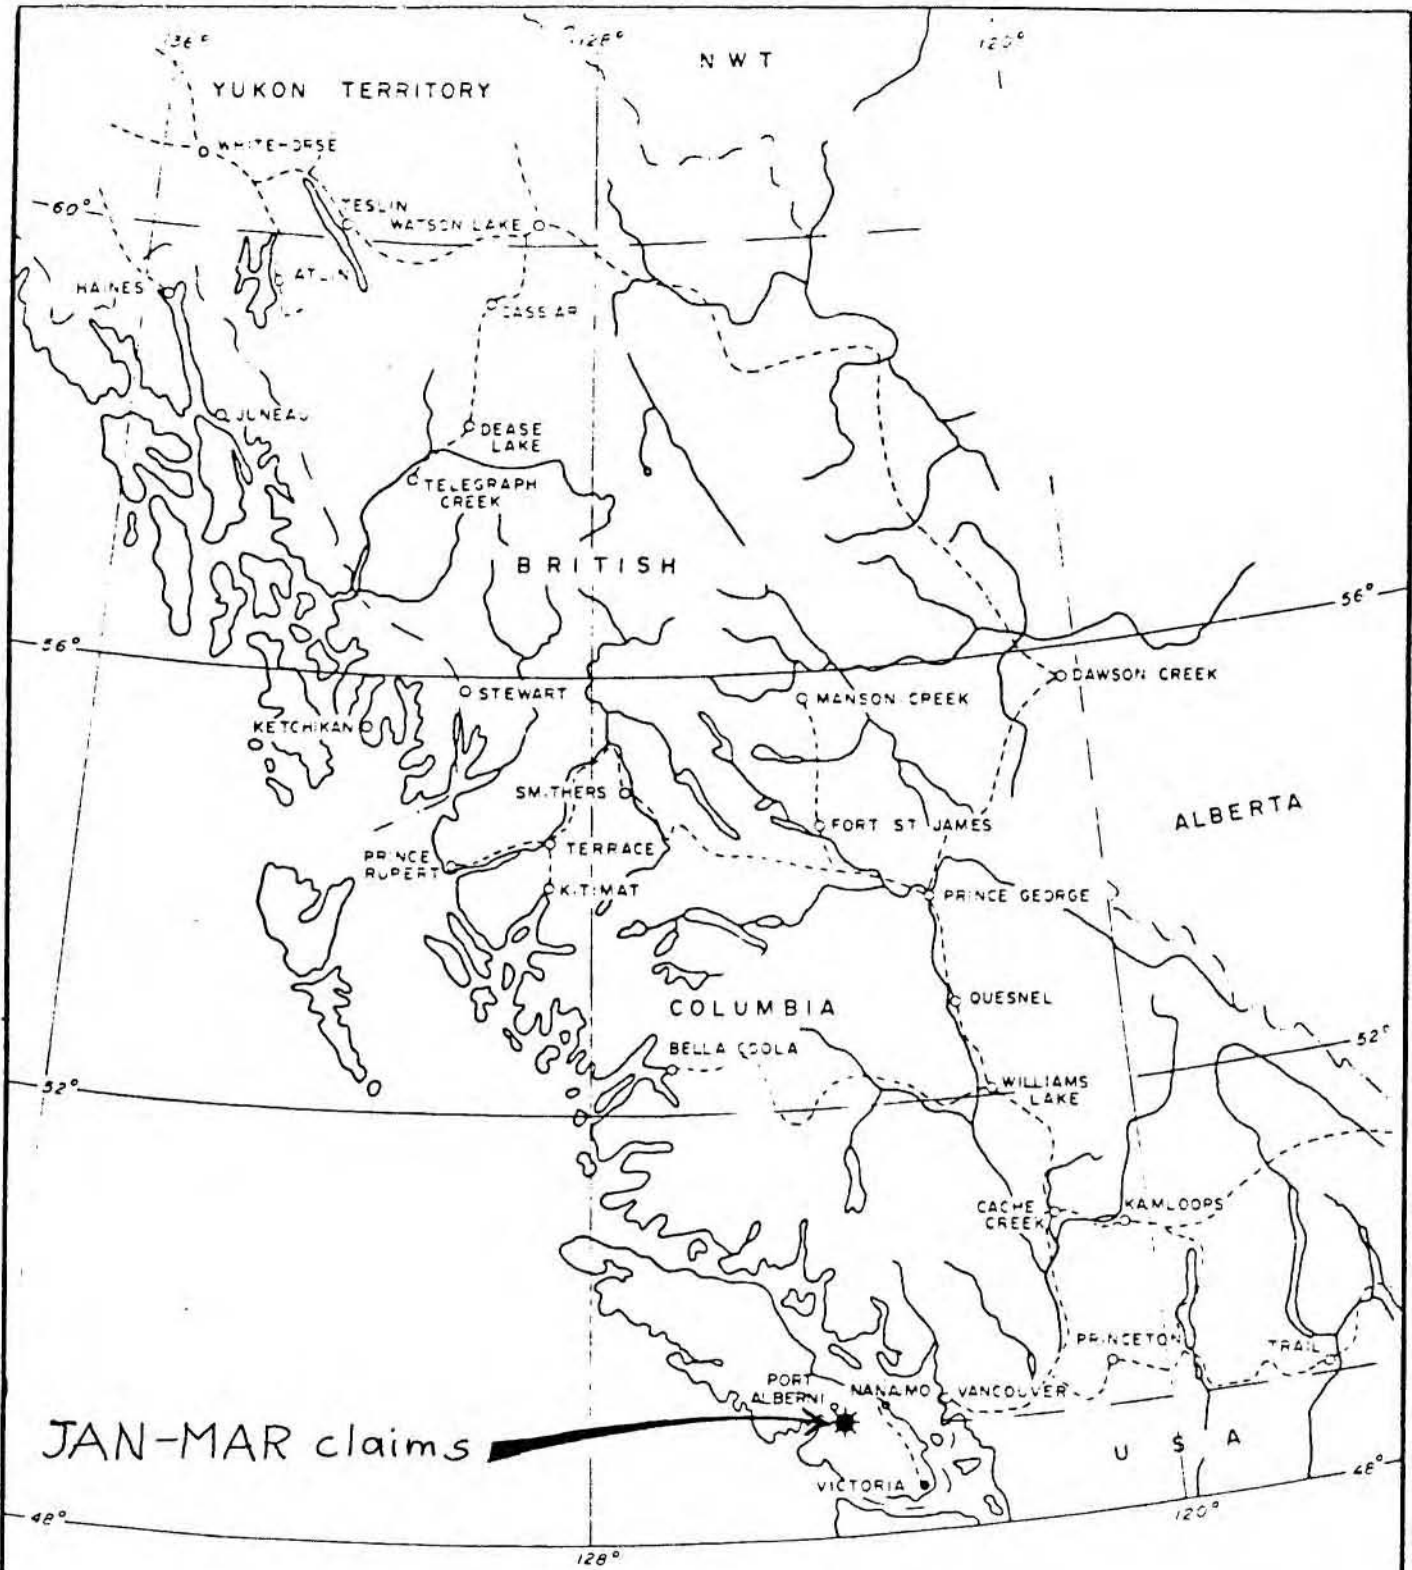 36°
128°
120°
NWT
YUKON TERRITORY
WHITEHORSE
60°
TESLIN
WATSON LAKE
HAINES
ATLIN
CASSIAR
JUNEAU
DEASE
LAKE
TELEGRAPH
CREEK
BRITISH
56°
56°
STEWART
MANSON CREEK
DAWSON CREEK
KETCHIKAN
SMITHERS
FORT ST JAMES
ALBERTA
PRINCE
RUPERT
TERRACE
KITIMAT
PRINCE GEORGE
COLUMBIA
QUESNEL
BELLA COOLA
52°
52°
WILLIAMS
LAKE
CACHE
CREEK
KAMLOOPS
PRINCETON
TRAIL
PORT
ALBERNI
NANAIMO
VANCOUVER
JAN-MAR claims
U S A
VICTORIA
48°
48°
120°
128°